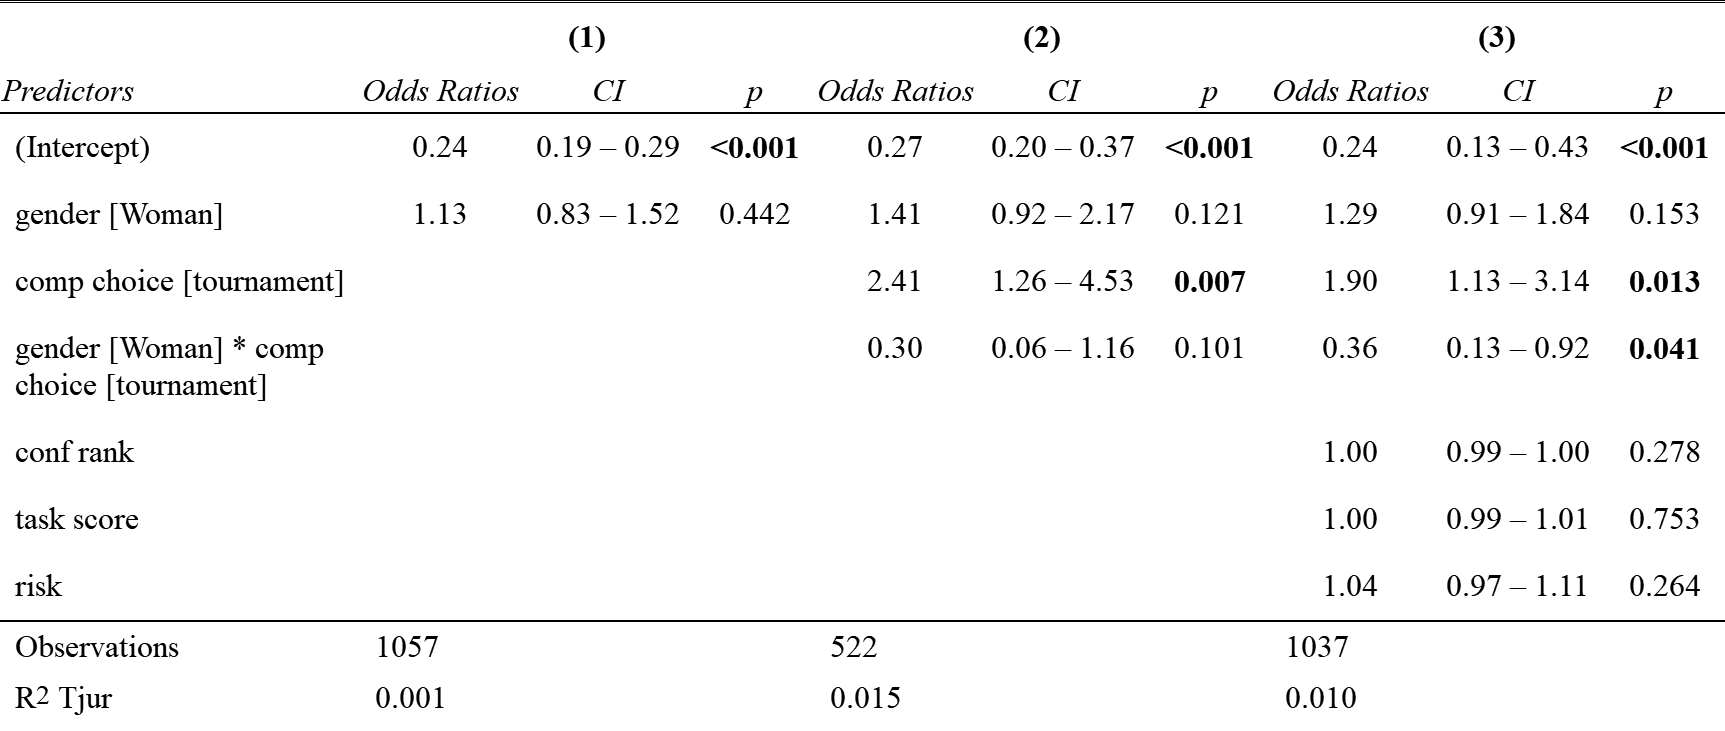 (1) (2) (3)
Predictors Odds Ratios CI p Odds Ratios CI p Odds Ratios CI p
(Intercept) 0.24 0.19 – 0.29 <0.001 0.27 0.20 – 0.37 <0.001 0.24 0.13 – 0.43 <0.001
gender [Woman] 1.13 0.83 – 1.52 0.442 1.41 0.92 – 2.17 0.121 1.29 0.91 – 1.84 0.153
comp choice [tournament] 2.41 1.26 – 4.53 0.007 1.90 1.13 – 3.14 0.013
gender [Woman] * comp 0.30 0.06 – 1.16 0.101 0.36 0.13 – 0.92 0.041
choice [tournament]
conf rank 1.00 0.99 – 1.00 0.278
task score 1.00 0.99 – 1.01 0.753
risk 1.04 0.97 – 1.11 0.264
Observations 1057 522 1037
R2 Tjur 0.001 0.015 0.010